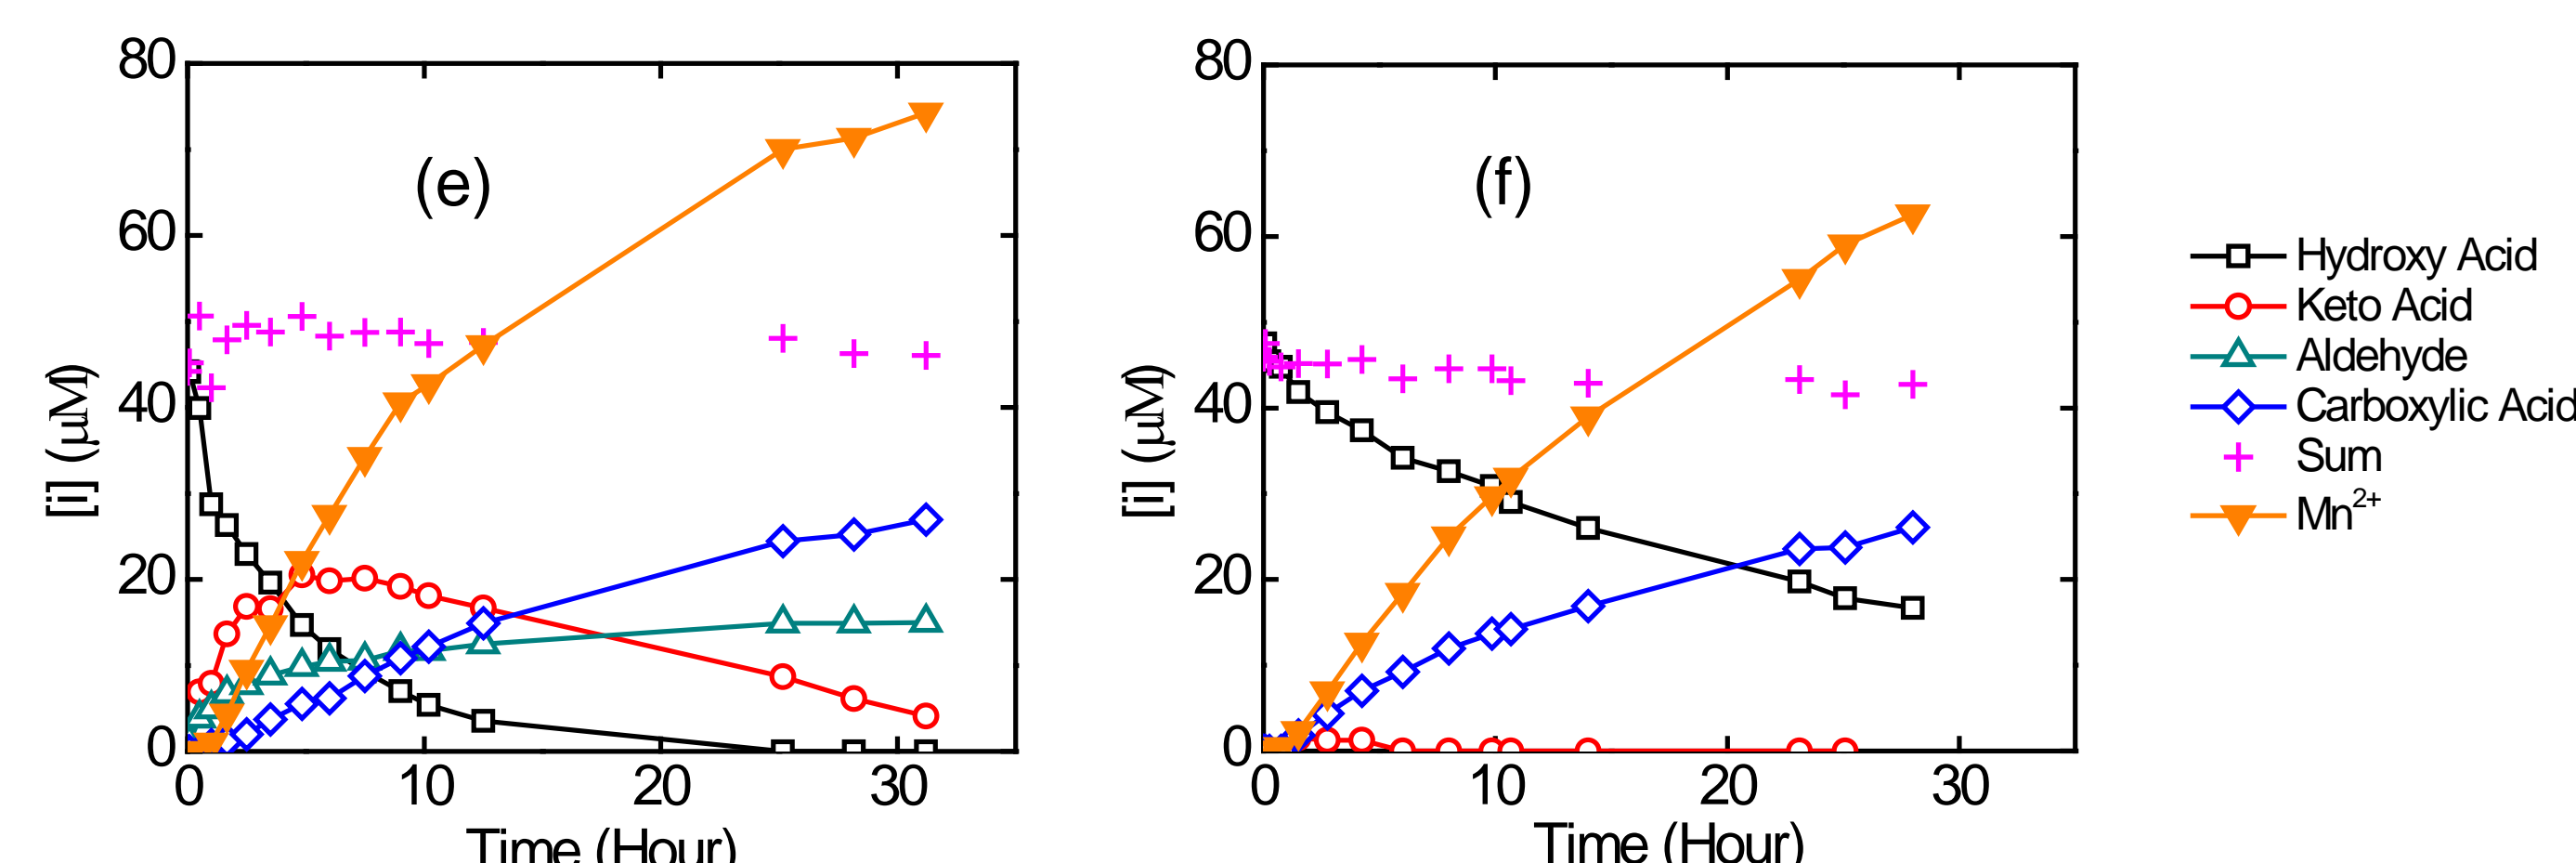 80
60
40
20
0
0 10 20 30
[i] (μM)
Time (Hour)
(e)
80
60
40
20
0
0 10 20 30
[i] (μM)
Time (Hour)
(f)
Hydroxy Acid
Keto Acid
Aldehyde
Carboxylic Acid
Sum
Mn²⁺